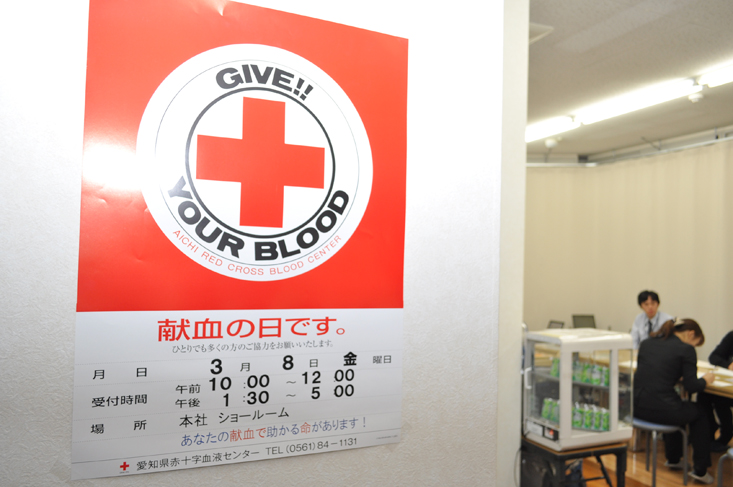 GIVE!!
YOUR BLOOD
AICHI RED CROSS BLOOD CENTER
献血の日です。
ひとりでも多くの方のご協力をお願いいたします。
月 日 3月 8日 金曜日
受付時間 午前 10:00 ~ 12:00
午後 1:30 ~ 5:00
場 所 本社 ショールーム
あなたの献血で助かる命があります!
愛知県赤十字血液センター TEL (0561) 84-1131